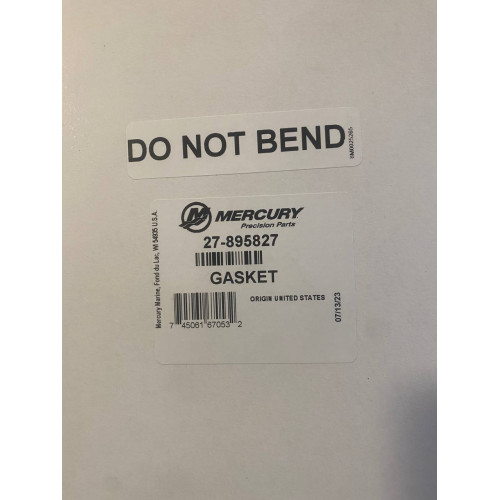 DO NOT BEND
MERCURY
Precision Parts
27-895827
GASKET
ORIGIN UNITED STATES
7 45061 67053 2
07/13/23
Mercury Marine, Fond du Lac, WI 54935 U.S.A.